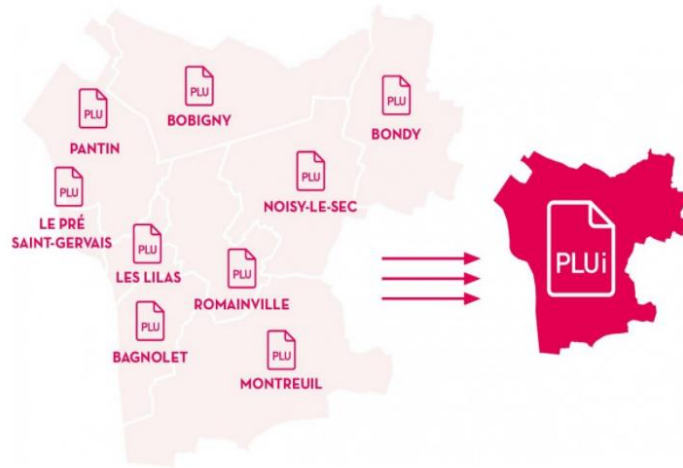 PLU
BOBIGNY
PLU
BONDY
PLU
PANTIN
PLU
NOISY-LE-SEC
PLU
LE PRÉ
SAINT-GERVAIS
PLU
LES LILAS
PLU
ROMAINVILLE
PLU
BAGNOLET
PLU
MONTREUIL
PLUi